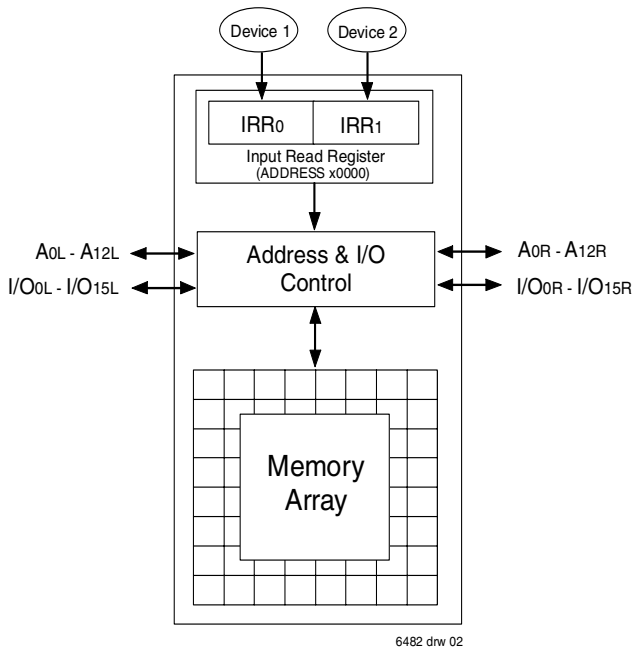 Device 1
Device 2
IRR0
IRR1
Input Read Register
(ADDRESS x0000)
A0L - A12L
Address & I/O
Control
A0R - A12R
I/O0L - I/O15L
I/O0R - I/O15R
Memory
Array
6482 drw 02